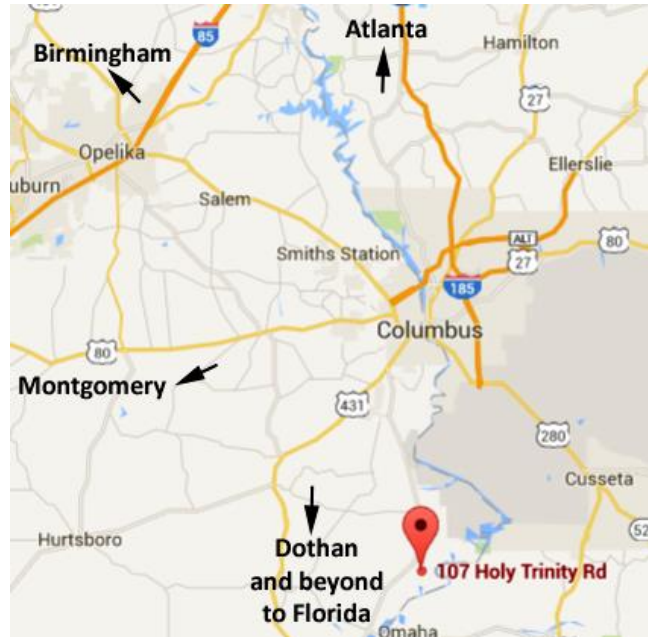 85
Atlanta
Birmingham
Hamilton
27
Opelika
Ellerslie
uburn
Salem
Smiths Station
ALT
27
80
185
Columbus
80
Montgomery
431
280
Cusseta
Hurtsboro
52
Dothan
and beyond
to Florida
107 Holy Trinity Rd
Omaha